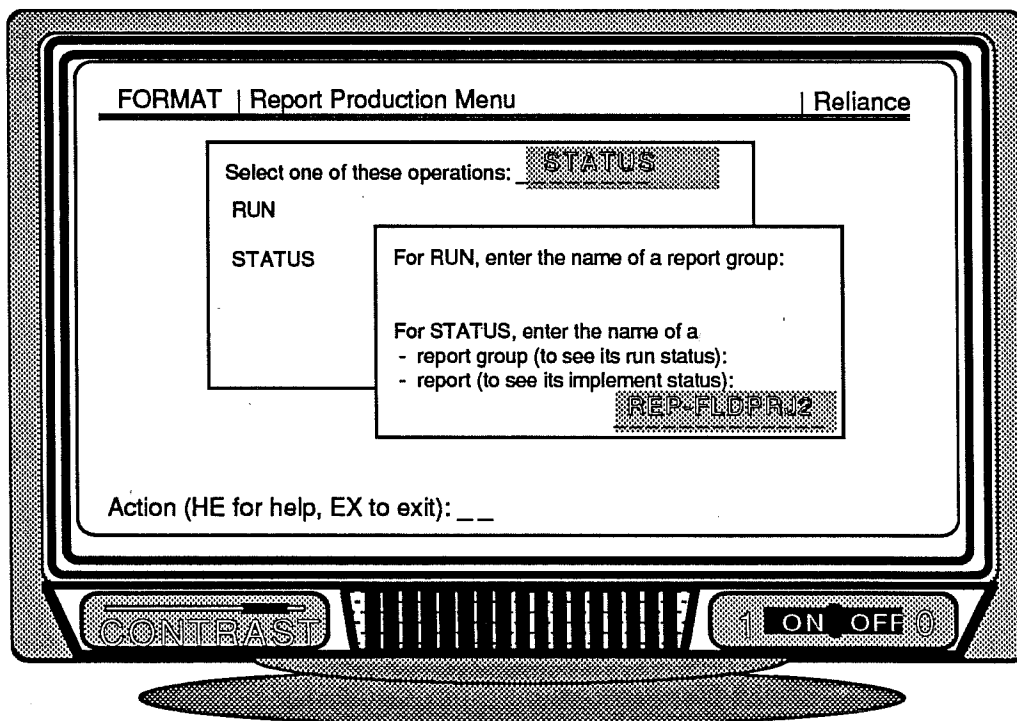 FORMAT | Report Production Menu | Reliance
Select one of these operations: STATUS
RUN
STATUS
For RUN, enter the name of a report group:
For STATUS, enter the name of a
- report group (to see its run status):
- report (to see its implement status):
REP-FLDPRJ2
Action (HE for help, EX to exit): _ _
CONTRAST
1 ON OFF 0